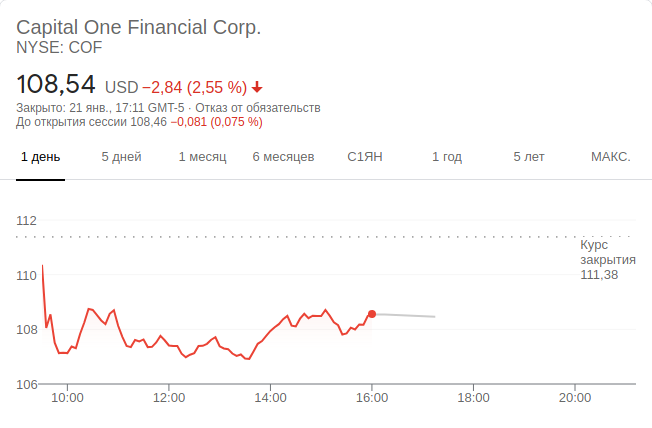 Capital One Financial Corp.
NYSE: COF
108,54 USD −2,84 (2,55 %)
Закрыто: 21 янв., 17:11 GMT-5 · Отказ от обязательств
До открытия сессии 108,46 −0,081 (0,075 %)
1 день 5 дней 1 месяц 6 месяцев С1ЯН 1 год 5 лет МАКС.
112
Курс
закрытия
111,38
110
108
106
10:00 12:00 14:00 16:00 18:00 20:00